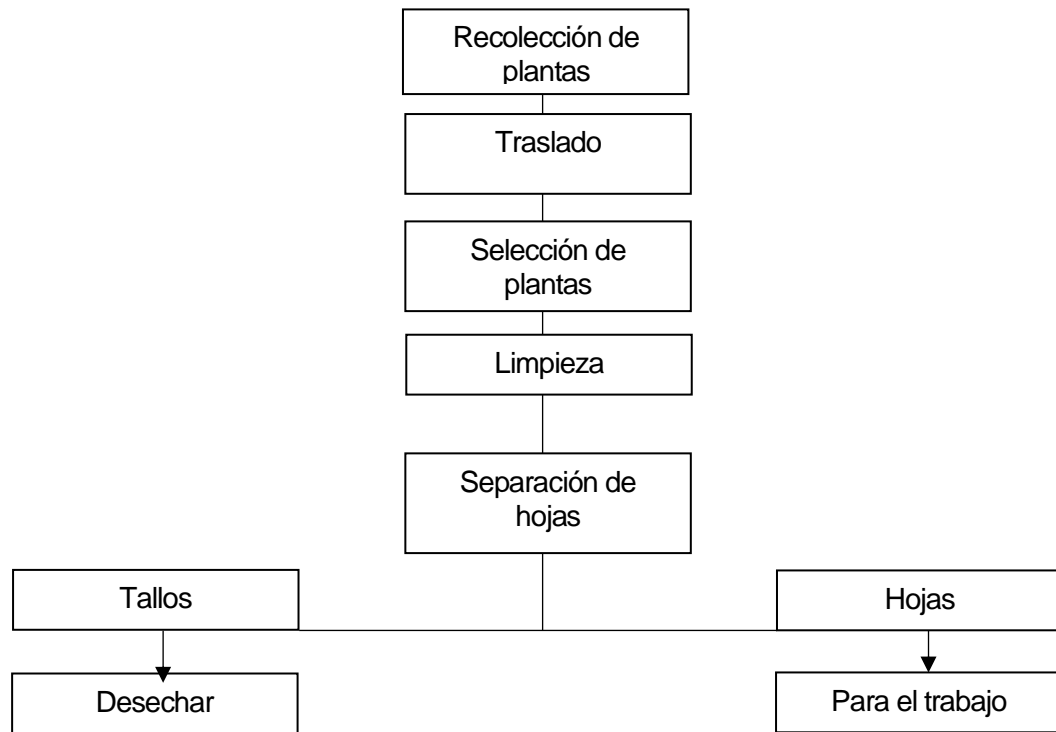 Recolección de
plantas
Traslado
Selección de
plantas
Limpieza
Separación de
hojas
Tallos
Hojas
Desechar
Para el trabajo